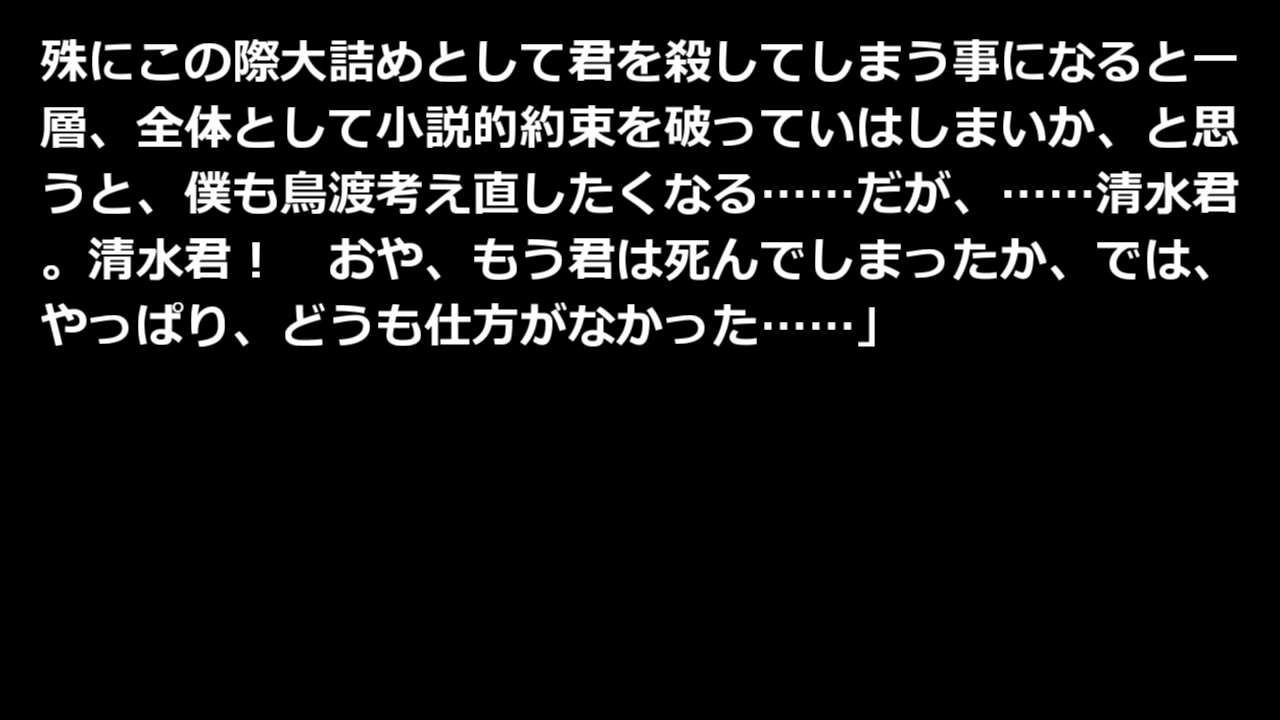 殊にこの際大詰めとして君を殺してしまう事になると一
層、全体として小説的約束を破っていはしまいか、と思
うと、僕も鳥渡考え直したくなる……だが、……清水君
。清水君！　おや、もう君は死んでしまったか、では、
やっぱり、どうも仕方がなかった……」